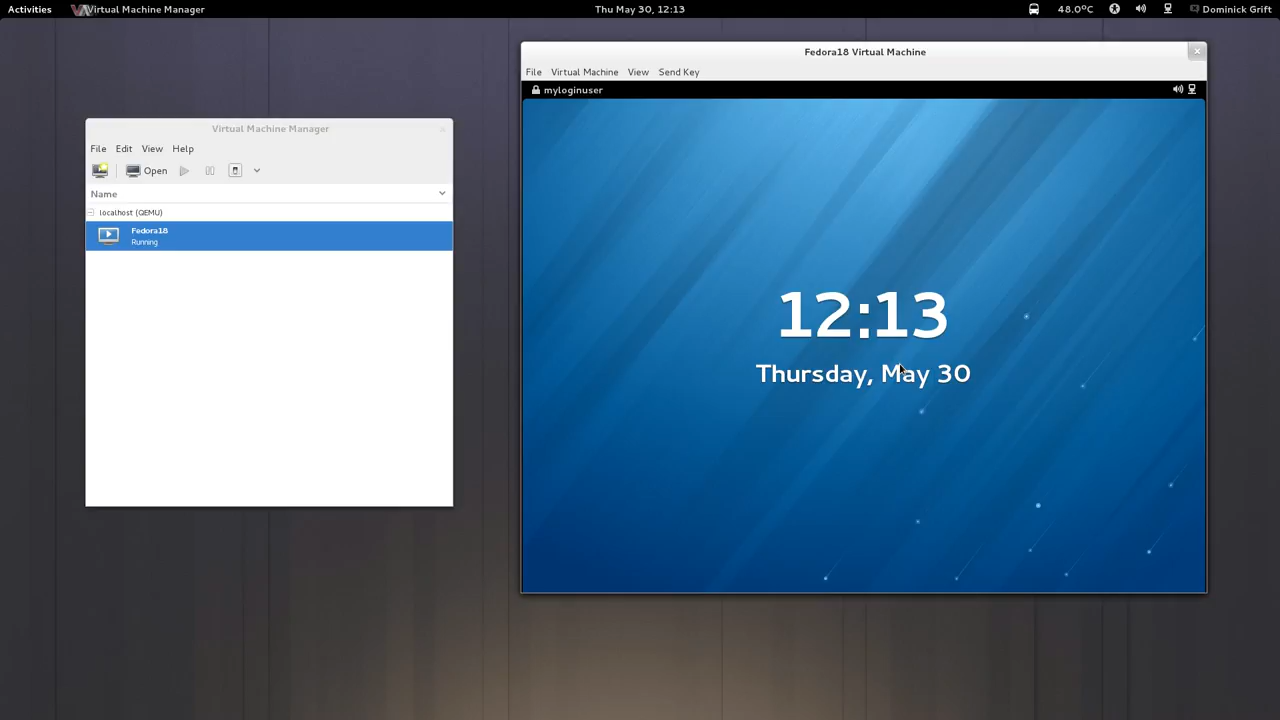 Activities Virtual Machine Manager Thu May 30, 12:13 48.0ºC Dominick Grift
Virtual Machine Manager
File Edit View Help
Open
Name
localhost (QEMU)
Fedora18
Running
Fedora18 Virtual Machine
File Virtual Machine View Send Key
myloginuser
12:13
Thursday, May 30